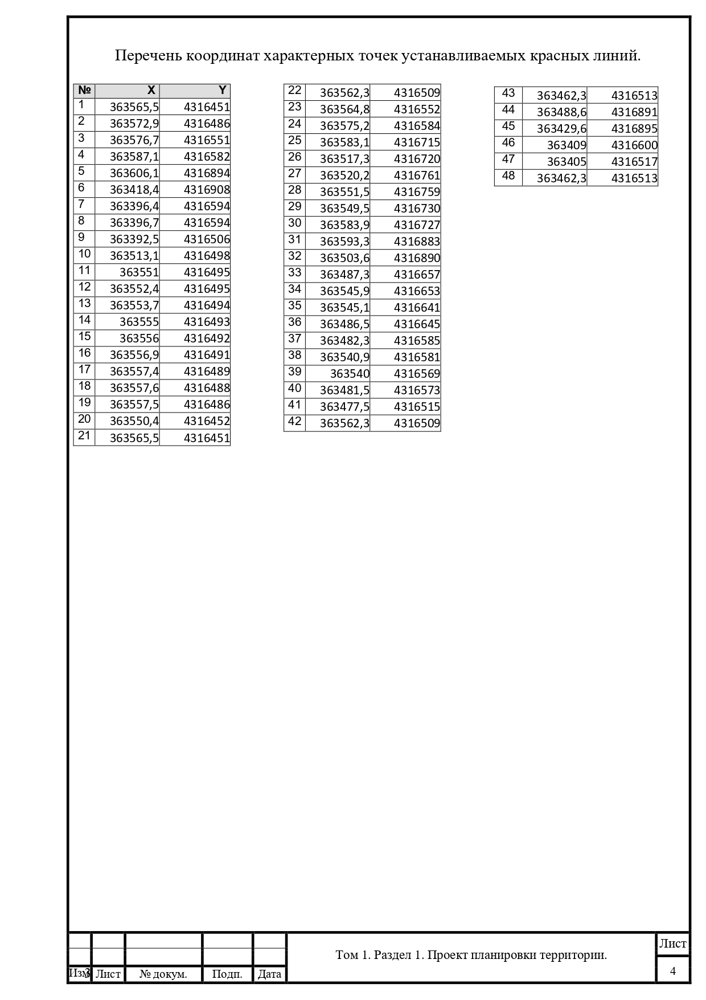 Перечень координат характерных точек устанавливаемых красных линий.
№ X Y
1 363565,5 4316451
2 363572,9 4316486
3 363576,7 4316551
4 363587,1 4316582
5 363606,1 4316894
6 363418,4 4316908
7 363396,4 4316594
8 363396,7 4316594
9 363392,5 4316506
10 363513,1 4316498
11 363551 4316495
12 363552,4 4316495
13 363553,7 4316494
14 363555 4316493
15 363556 4316492
16 363556,9 4316491
17 363557,4 4316489
18 363557,6 4316488
19 363557,5 4316486
20 363550,4 4316452
21 363565,5 4316451
22 363562,3 4316509
23 363564,8 4316552
24 363575,2 4316584
25 363583,1 4316715
26 363517,3 4316720
27 363520,2 4316761
28 363551,5 4316759
29 363549,5 4316730
30 363583,9 4316727
31 363593,3 4316883
32 363503,6 4316890
33 363487,3 4316657
34 363545,9 4316653
35 363545,1 4316641
36 363486,5 4316645
37 363482,3 4316585
38 363540,9 4316581
39 363540 4316569
40 363481,5 4316573
41 363477,5 4316515
42 363562,3 4316509
43 363462,3 4316513
44 363488,6 4316891
45 363429,6 4316895
46 363409 4316600
47 363405 4316517
48 363462,3 4316513
Том 1. Раздел 1. Проект планировки территории.
Лист
4
Изм 3 Лист № докум. Подп. Дата